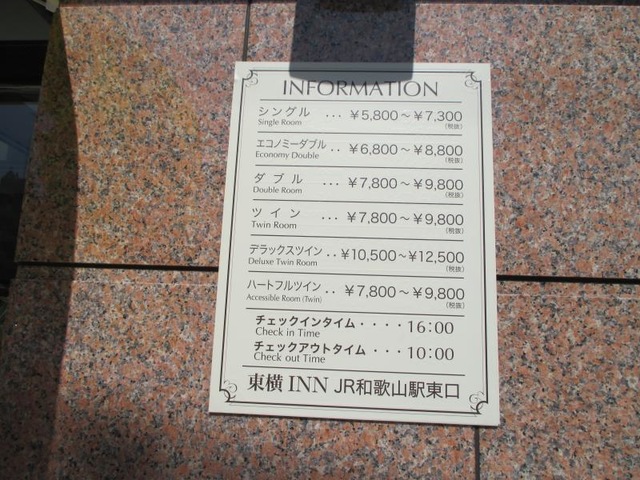 INFORMATION
シングル ... ¥5,800～¥7,300
Single Room (税抜)
エコノミーダブル .. ¥6,800～¥8,800
Economy Double (税抜)
ダブル ... ¥7,800～¥9,800
Double Room (税抜)
ツイン ... ¥7,800～¥9,800
Twin Room (税抜)
デラックスツイン .. ¥10,500～¥12,500
Deluxe Twin Room (税抜)
ハートフルツイン .. ¥7,800～¥9,800
Accessible Room (Twin) (税抜)
チェックインタイム ・・・・ 16:00
Check in Time
チェックアウトタイム ・・・ 10:00
Check out Time
東横 INN JR和歌山駅東口